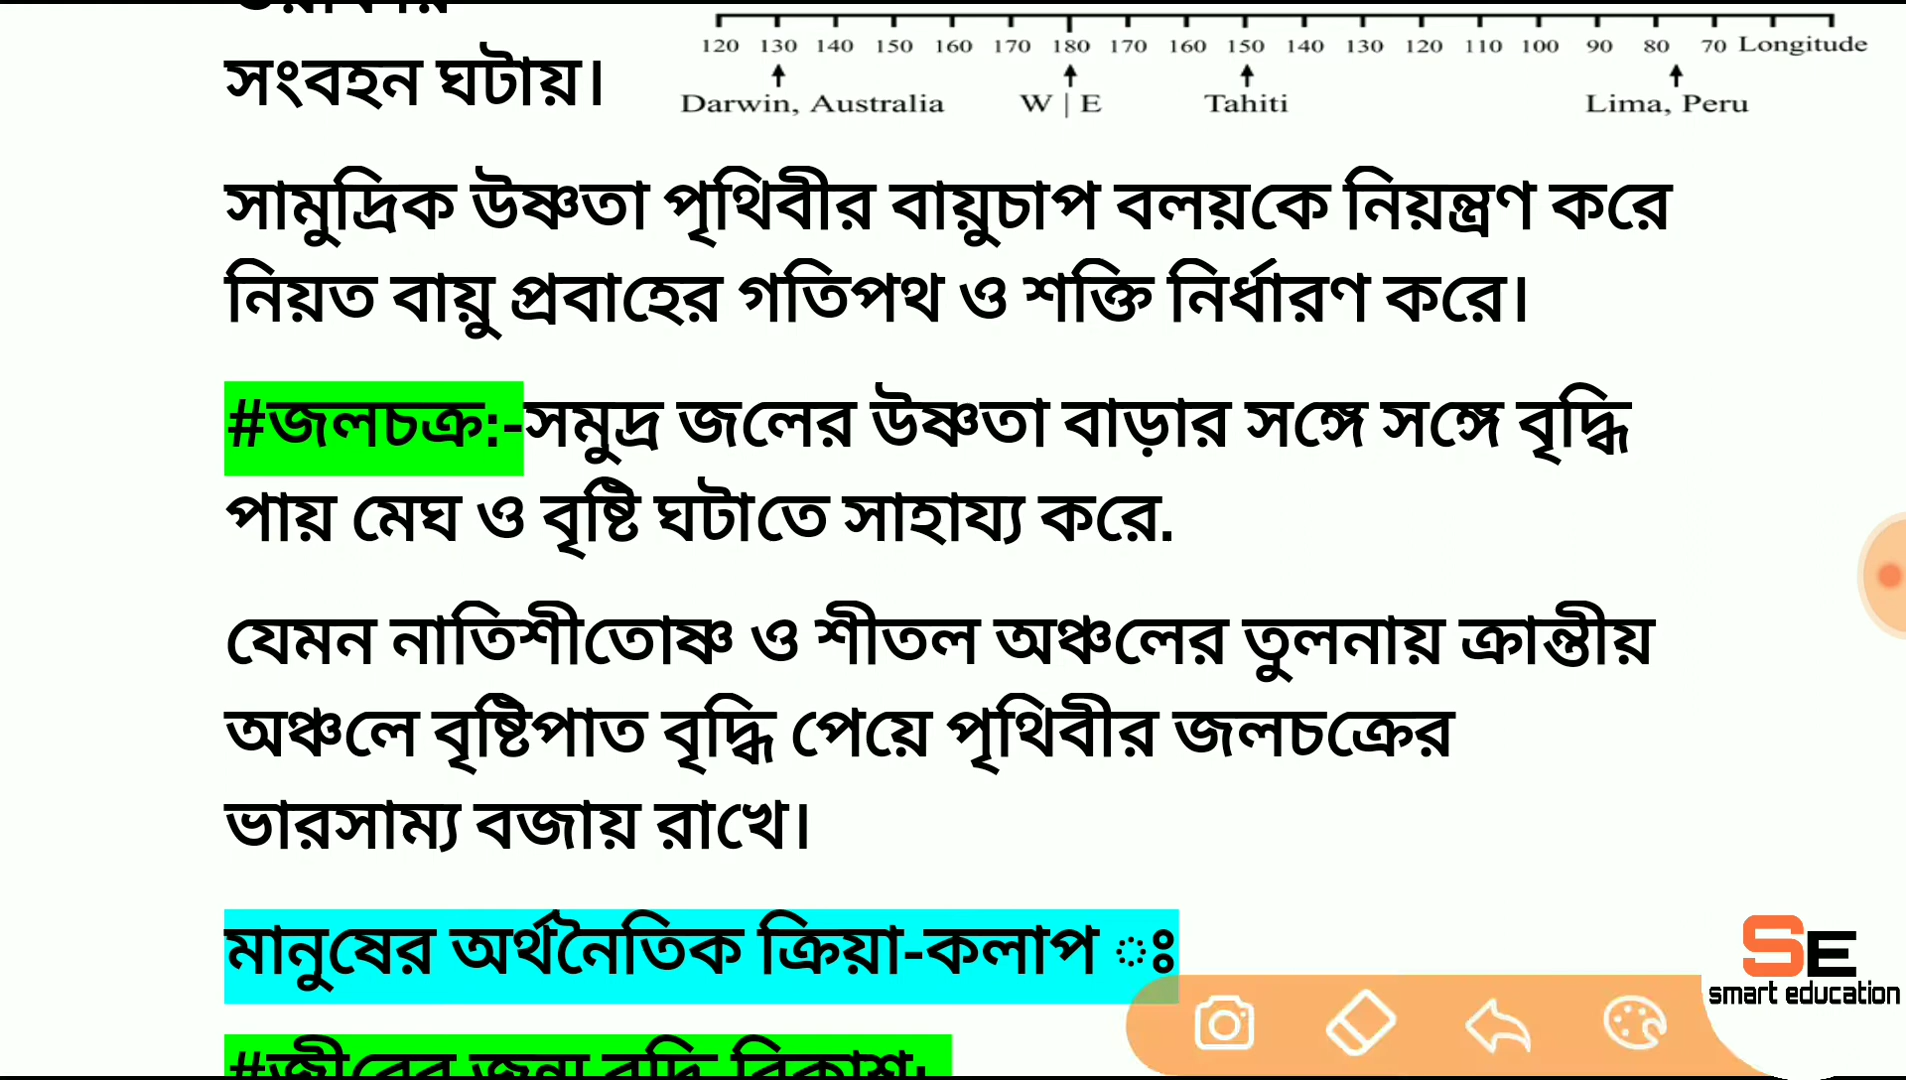 সংবহন ঘটায়।
120 130 140 150 160 170 180 170 160 150 140 130 120 110 100 90 80 70 Longitude
Darwin, Australia W | E Tahiti Lima, Peru
সামুদ্রিক উষ্ণতা পৃথিবীর বায়ুচাপ বলয়কে নিয়ন্ত্রণ করে
নিয়ত বায়ু প্রবাহের গতিপথ ও শক্তি নির্ধারণ করে।
#জলচক্র:-সমুদ্র জলের উষ্ণতা বাড়ার সঙ্গে সঙ্গে বৃদ্ধি
পায় মেঘ ও বৃষ্টি ঘটাতে সাহায্য করে.
যেমন নাতিশীতোষ্ণ ও শীতল অঞ্চলের তুলনায় ক্রান্তীয়
অঞ্চলে বৃষ্টিপাত বৃদ্ধি পেয়ে পৃথিবীর জলচক্রের
ভারসাম্য বজায় রাখে।
মানুষের অর্থনৈতিক ক্রিয়া-কলাপ ঃ
#জীবের জন্ম বৃদ্ধি বিকাশ:
SE
smart education